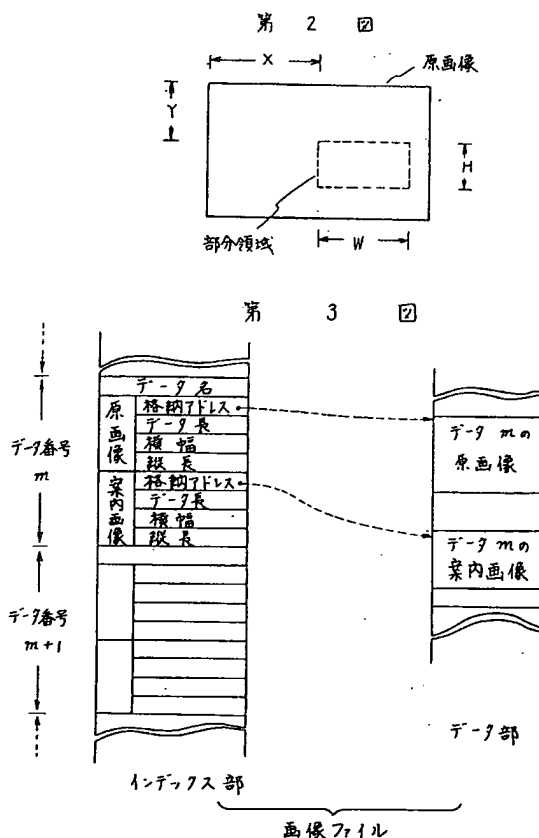 第 2 図
X
原画像
Y
H
部分領域
W
第 3 図
データ名
原画像
格納アドレス
データ長
横幅
縦長
案内画像
格納アドレス
データ長
横幅
縦長
データ番号
m
データ番号
m+1
データ m の
原画像
データ m の
案内画像
データ部
インデックス部
画像ファイル